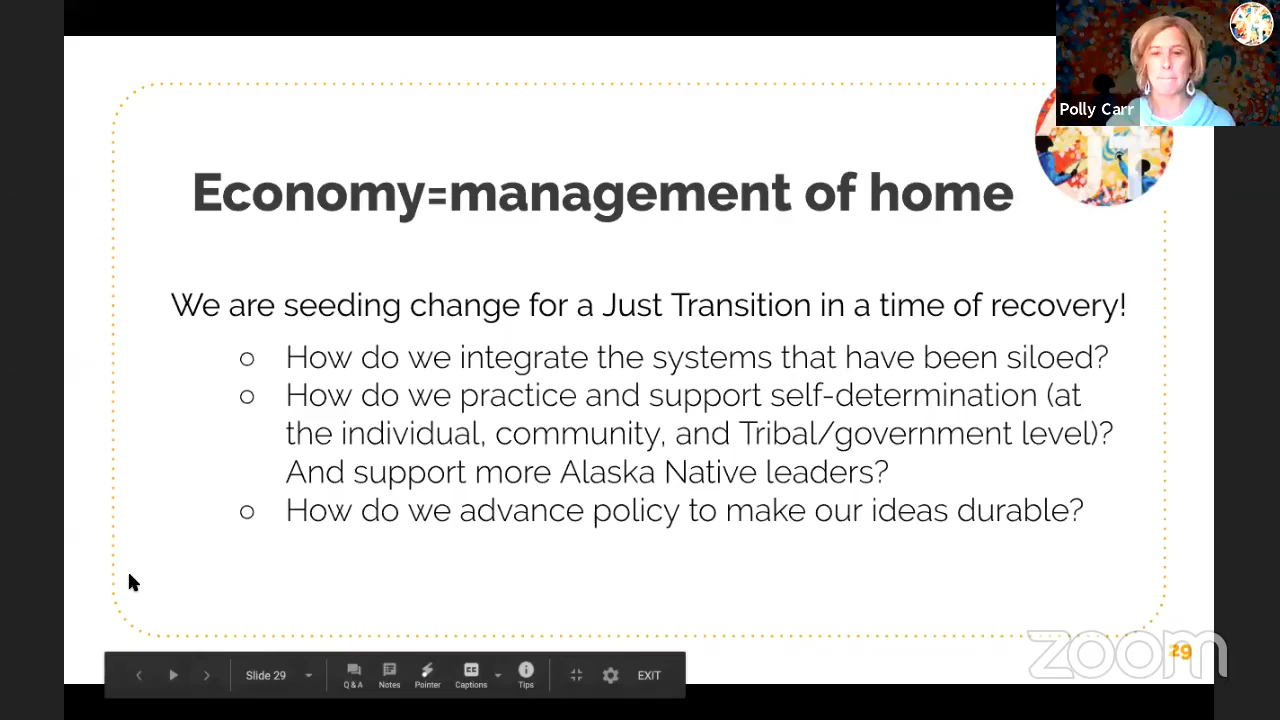 Polly Carr
JT
Economy=management of home
We are seeding change for a Just Transition in a time of recovery!
○ How do we integrate the systems that have been siloed?
○ How do we practice and support self-determination (at
the individual, community, and Tribal/government level)?
And support more Alaska Native leaders?
○ How do we advance policy to make our ideas durable?
Slide 29
Q&A
Notes
Pointer
Captions
Tips
EXIT
zoom
29